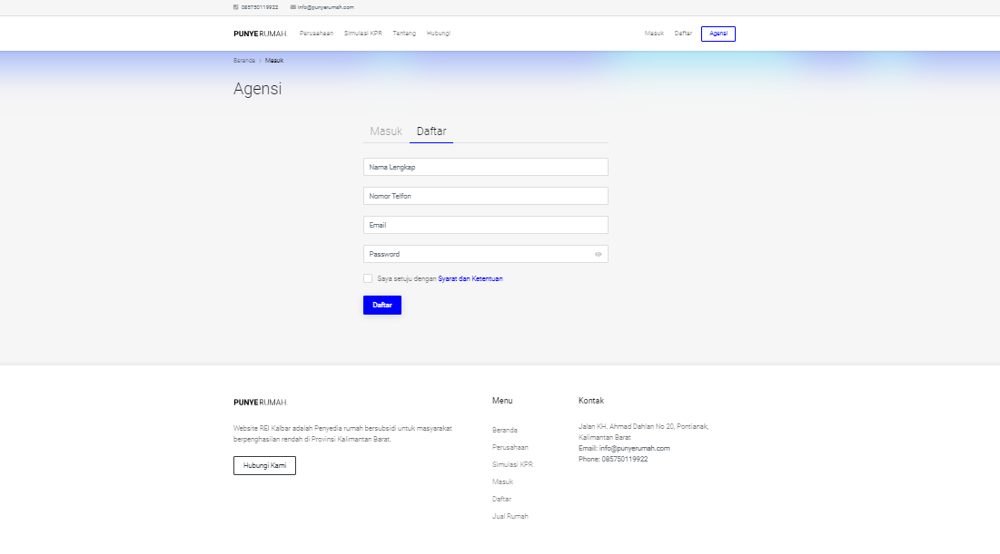 085750119922 info@punyerumah.com
PUNYERUMAH. Perusahaan Simulasi KPR Tentang Hubungi Masuk Daftar Agensi
Beranda > Masuk
Agensi
Masuk Daftar
Nama Lengkap
Nomor Telfon
Email
Password
Saya setuju dengan Syarat dan Ketentuan
Daftar
PUNYERUMAH.
Website REI Kalbar adalah Penyedia rumah bersubsidi untuk masyarakat
berpenghasilan rendah di Provinsi Kalimantan Barat.
Hubungi Kami
Menu
Beranda
Perusahaan
Simulasi KPR
Masuk
Daftar
Jual Rumah
Kontak
Jalan KH. Ahmad Dahlan No 20, Pontianak,
Kalimantan Barat
Email: info@punyerumah.com
Phone: 085750119922